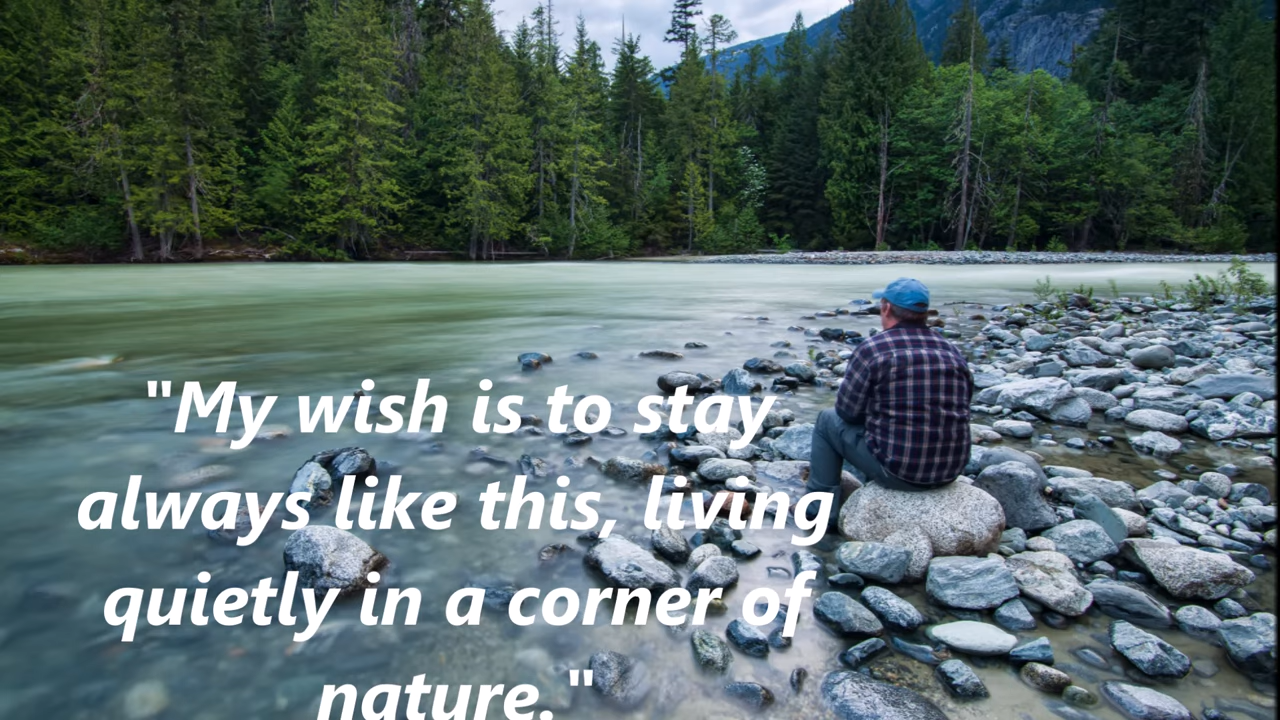 "My wish is to stay
always like this, living
quietly in a corner of
nature."